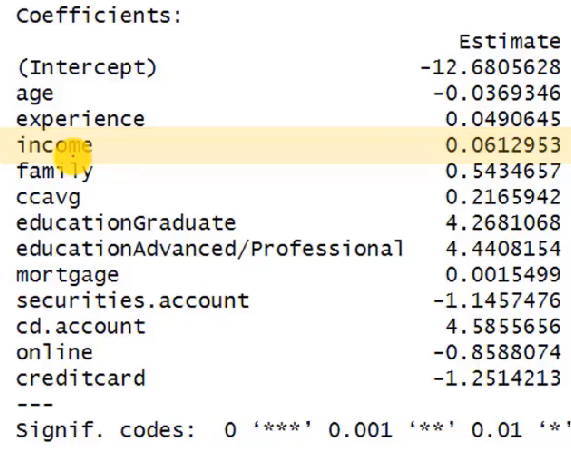 Coefficients:
Estimate
(Intercept) -12.6805628
age -0.0369346
experience 0.0490645
income 0.0612953
family 0.5434657
ccavg 0.2165942
educationGraduate 4.2681068
educationAdvanced/Professional 4.4408154
mortgage 0.0015499
securities.account -1.1457476
cd.account 4.5855656
online -0.8588074
creditcard -1.2514213
---
Signif. codes: 0 ‘***’ 0.001 ‘**’ 0.01 ‘*’